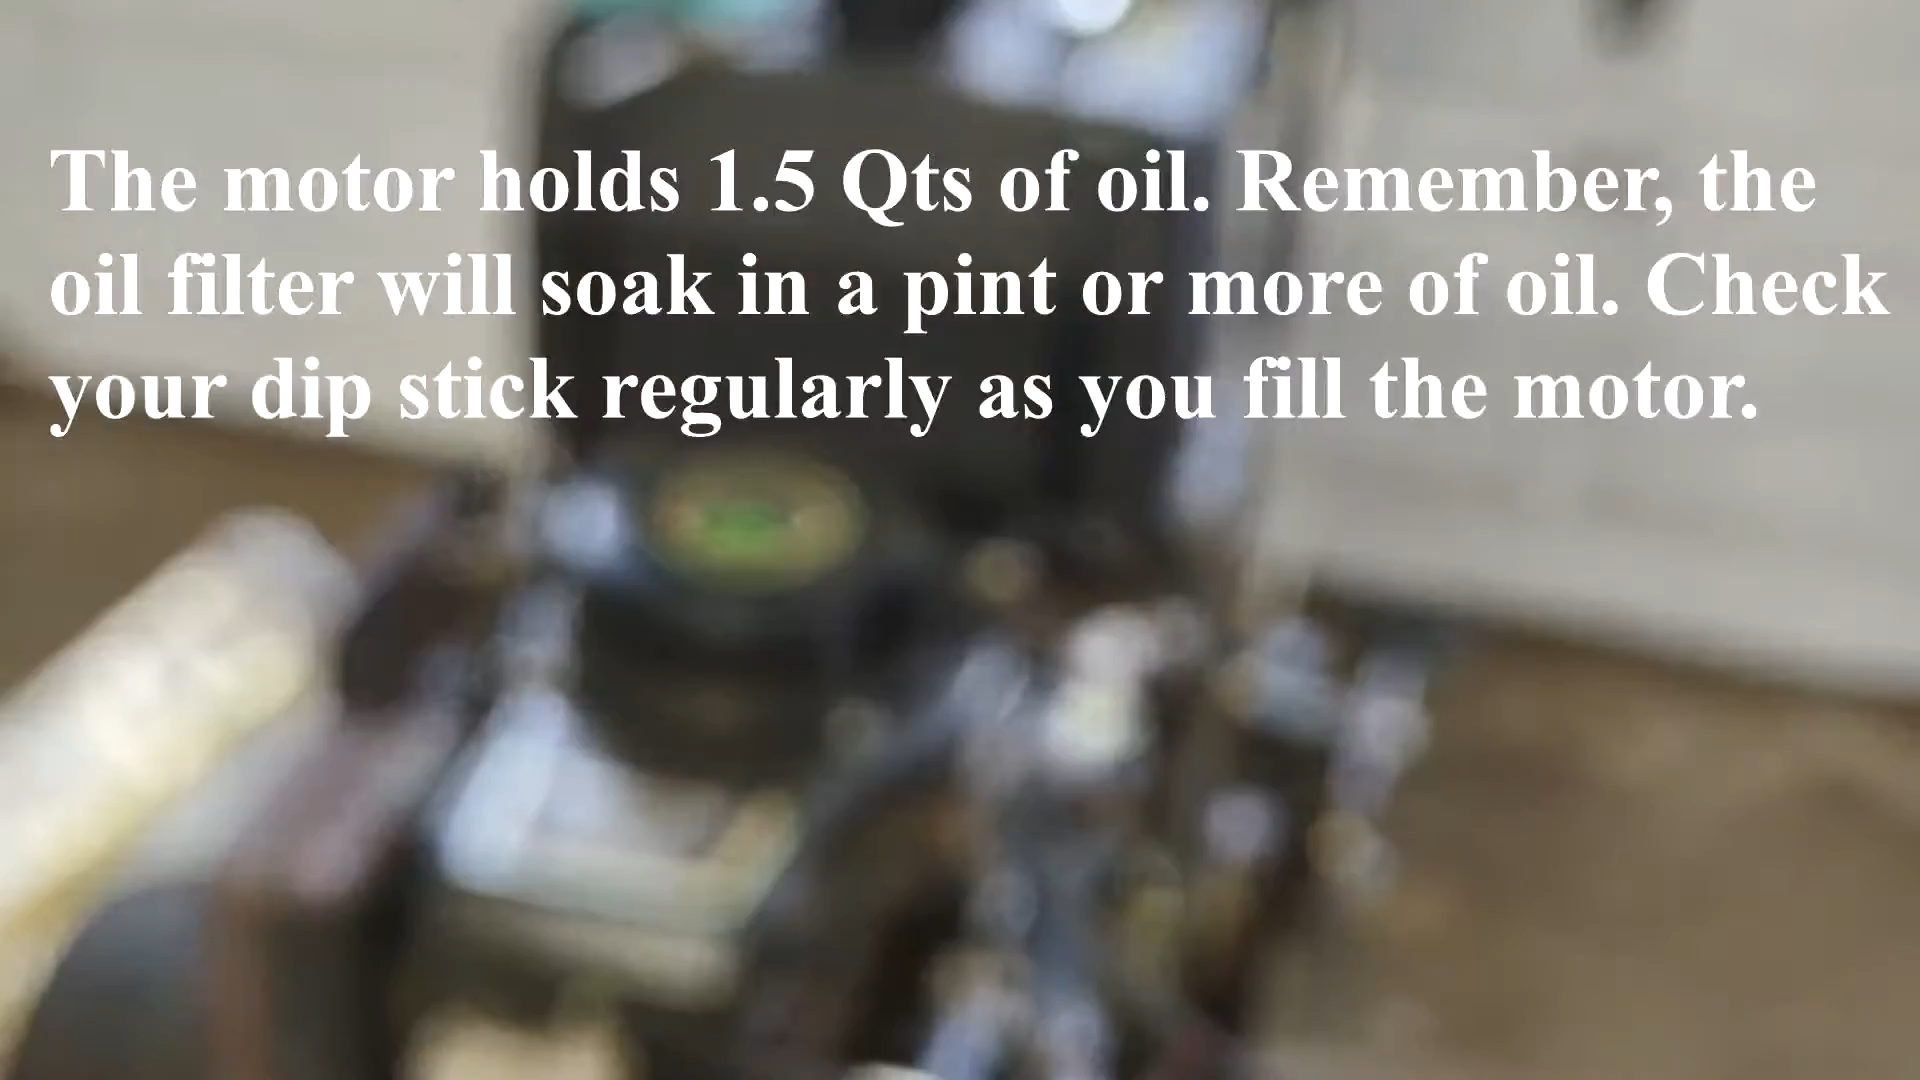 The motor holds 1.5 Qts of oil. Remember, the
oil filter will soak in a pint or more of oil. Check
your dip stick regularly as you fill the motor.